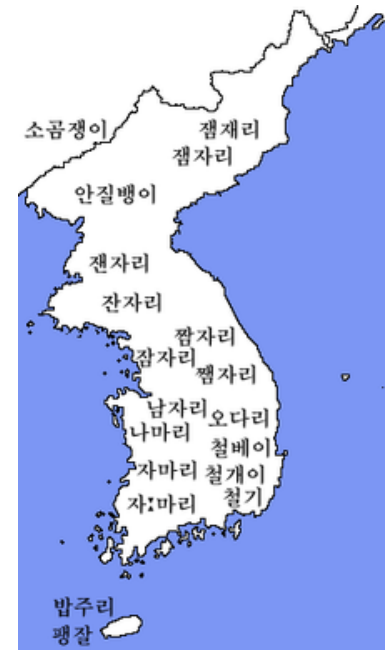 소곰쟁이
잼재리
잼자리
안질뱅이
잰자리
잔자리
짬자리
잠자리
쨈자리
남자리
오다리
나마리
철베이
자마리
철개이
자ː마리
철기
밥주리
팽잘